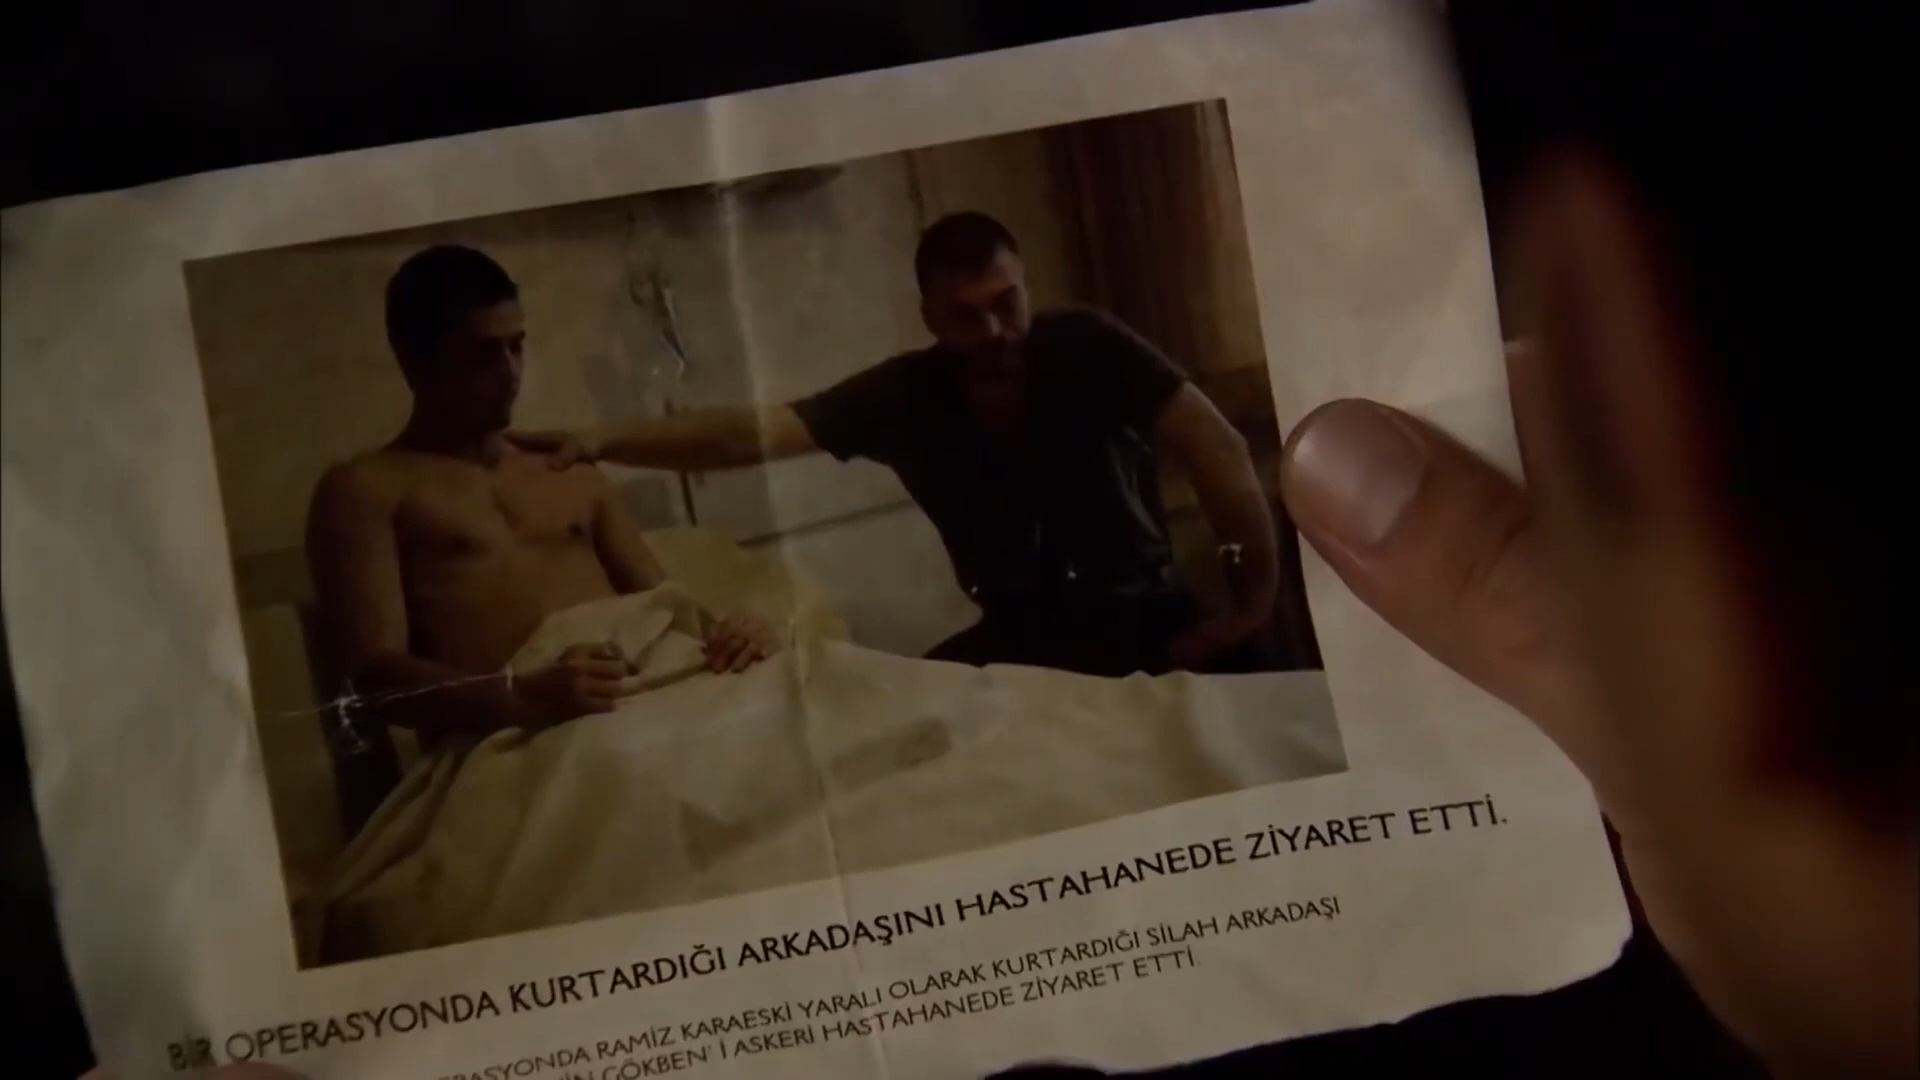 BİR OPERASYONDA KURTARDIĞI ARKADAŞINI HASTAHANEDE ZİYARET ETTİ.
RAMİZ KARAESKİ YARALI OLARAK KURTARDIĞI SİLAH ARKADAŞI
GÖKBEN' İ ASKERİ HASTAHANEDE ZİYARET ETTİ.